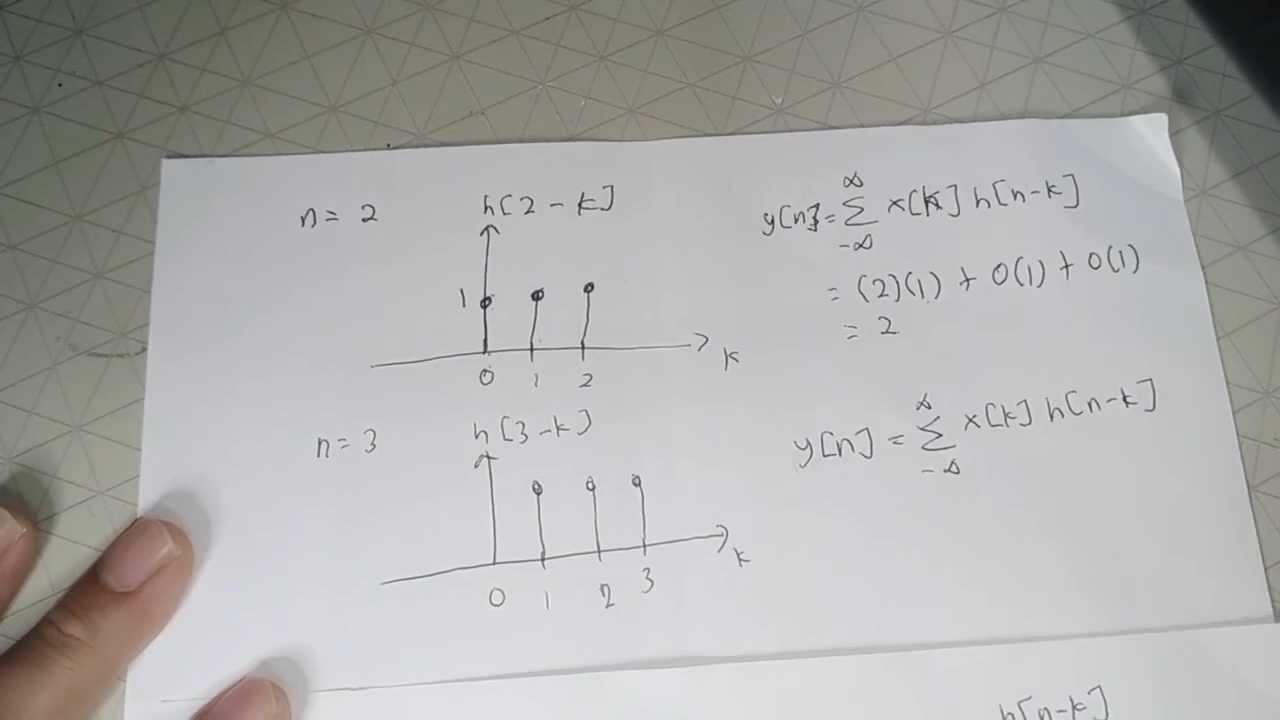 n = 2
h[2 - k]
1
0 1 2
k
y[n] = ∑ x[k] h[n-k]
∞
-∞
= (2)(1) + 0(1) + 0(1)
= 2
n = 3
h[3-k]
0 1 2 3
k
y[n] = ∑ x[k] h[n-k]
∞
-∞
h[n-k]